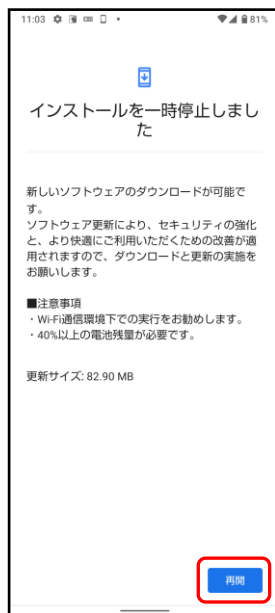 11:03 81%
インストールを一時停止しまし
た
新しいソフトウェアのダウンロードが可能で
す。
ソフトウェア更新により、セキュリティの強化
と、より快適にご利用いただくための改善が適
用されますので、ダウンロードと更新の実施を
お願いします。
■注意事項
・Wi-Fi通信環境下での実行をお勧めします。
・40%以上の電池残量が必要です。
更新サイズ: 82.90 MB
再開